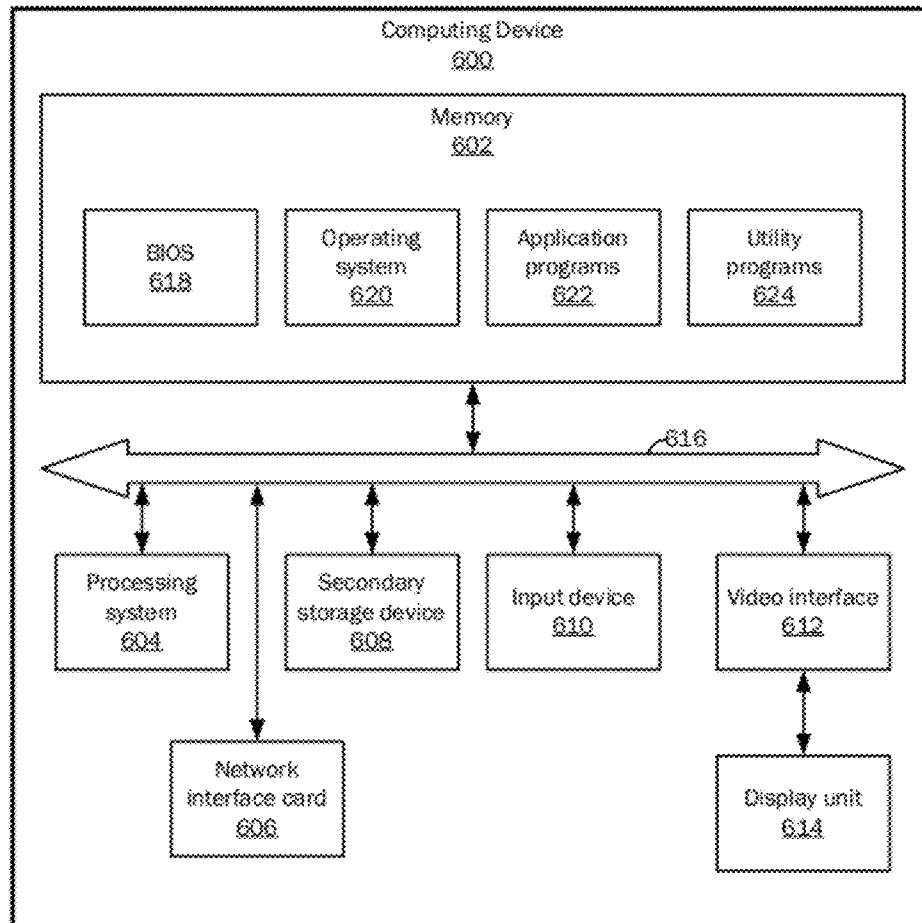 Computing Device
600
Memory
602
BIOS
618
Operating
system
620
Application
programs
622
Utility
programs
624
616
Processing
system
604
Secondary
storage device
608
Input device
610
Video interface
612
Network
interface card
606
Display unit
614